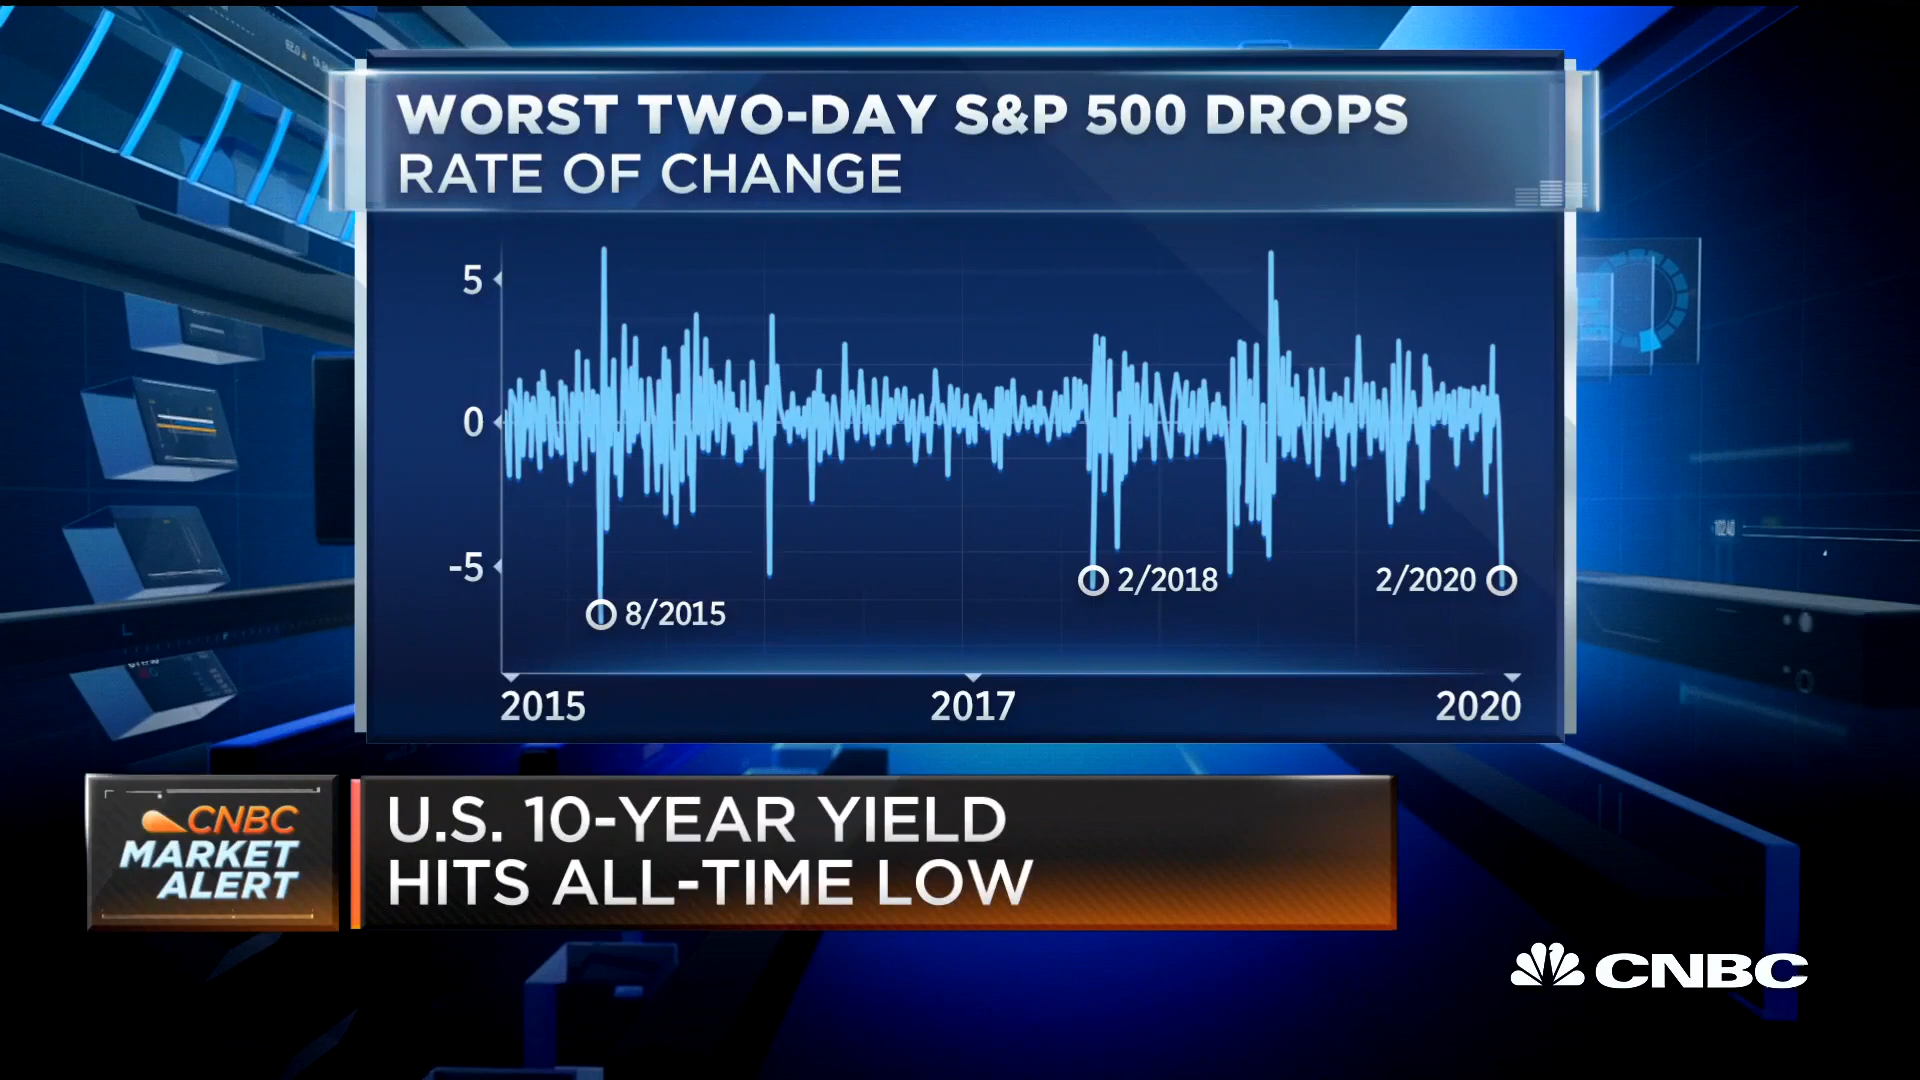 WORST TWO-DAY S&P 500 DROPS
RATE OF CHANGE
5
0
-5
8/2015
2/2018
2/2020
2015
2017
2020
CNBC
MARKET
ALERT
U.S. 10-YEAR YIELD
HITS ALL-TIME LOW
CNBC